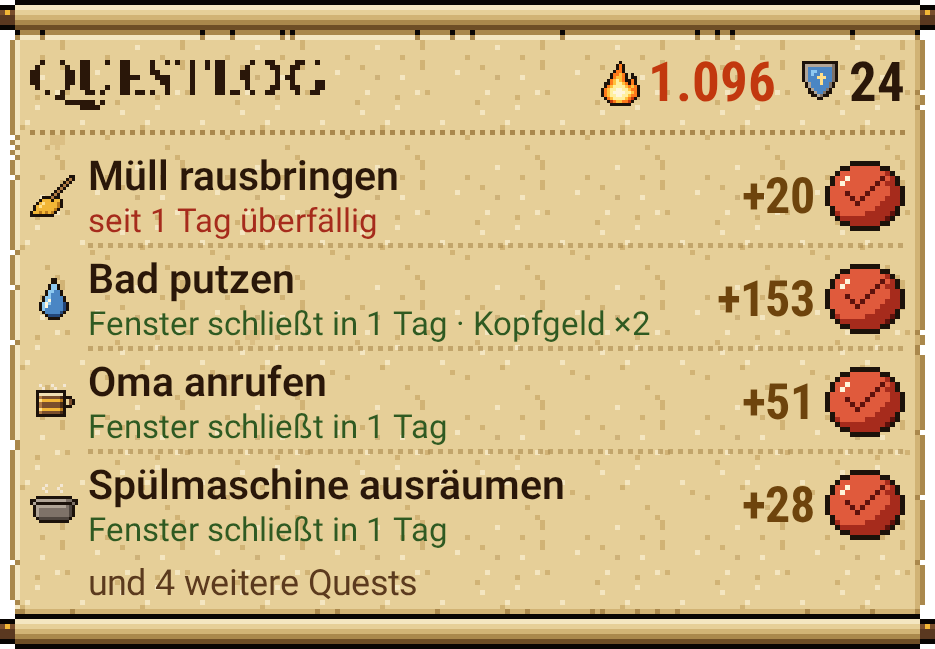 QUESTLOG 1.096 24
Müll rausbringen +20
seit 1 Tag überfällig
Bad putzen +153
Fenster schließt in 1 Tag · Kopfgeld ×2
Oma anrufen +51
Fenster schließt in 1 Tag
Spülmaschine ausräumen +28
Fenster schließt in 1 Tag
und 4 weitere Quests